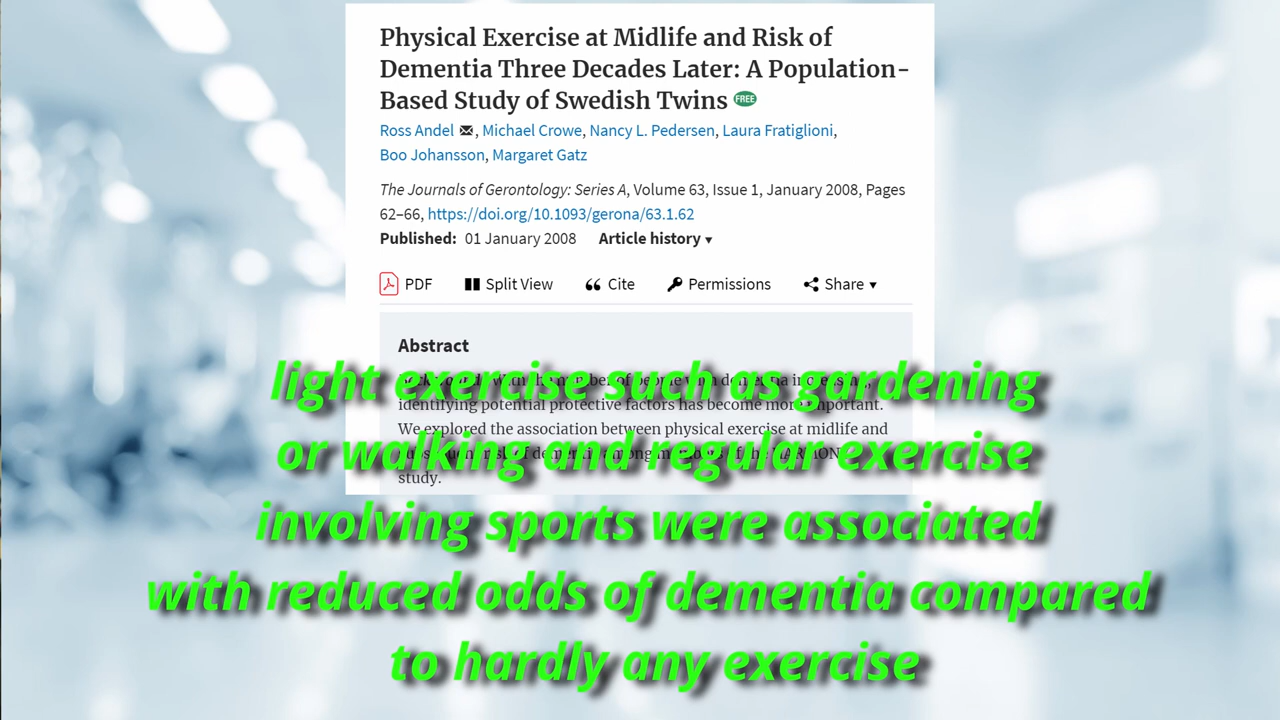 Physical Exercise at Midlife and Risk of
Dementia Three Decades Later: A Population-
Based Study of Swedish Twins FREE
Ross Andel, Michael Crowe, Nancy L. Pedersen, Laura Fratiglioni,
Boo Johansson, Margaret Gatz
The Journals of Gerontology: Series A, Volume 63, Issue 1, January 2008, Pages
62–66, https://doi.org/10.1093/gerona/63.1.62
Published: 01 January 2008 Article history ▾
PDF Split View Cite Permissions Share ▾
Abstract
light exercise such as gardening
identifying potential protective factors has become more important.
We explored the association between physical exercise at midlife and
or walking and regular exercise
study.
involving sports were associated
with reduced odds of dementia compared
to hardly any exercise